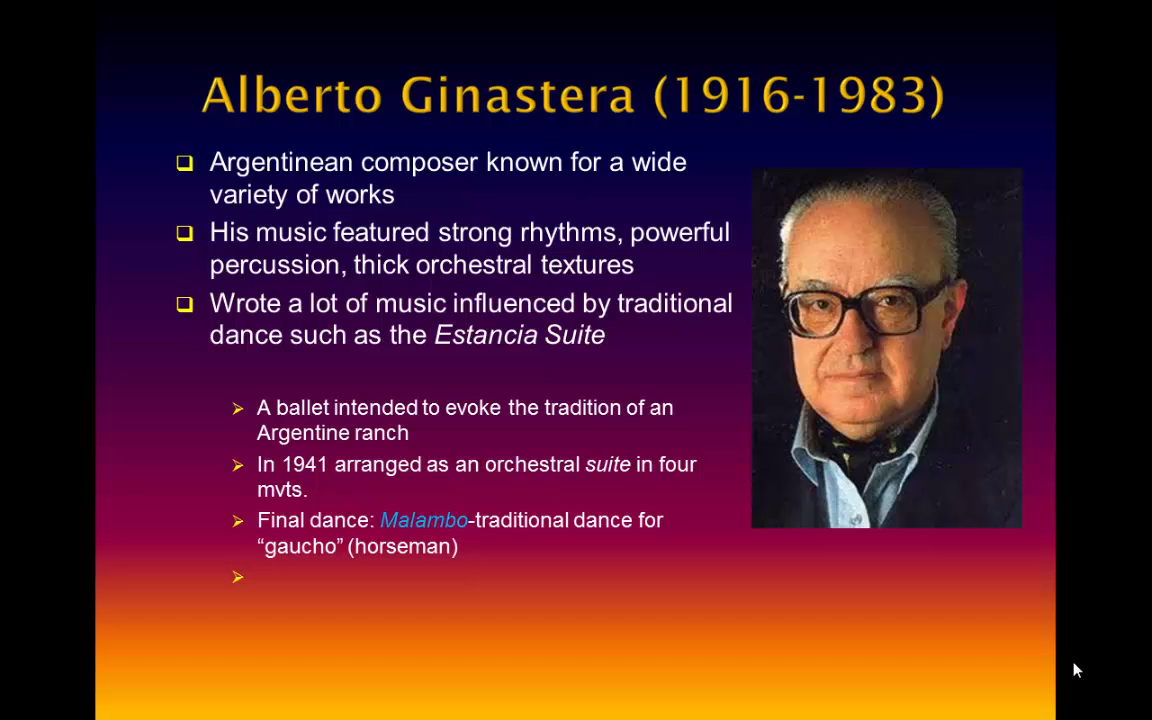 Alberto Ginastera (1916-1983)
Argentinean composer known for a wide
variety of works
His music featured strong rhythms, powerful
percussion, thick orchestral textures
Wrote a lot of music influenced by traditional
dance such as the Estancia Suite
A ballet intended to evoke the tradition of an
Argentine ranch
In 1941 arranged as an orchestral suite in four
mvts.
Final dance: Malambo-traditional dance for
“gaucho” (horseman)